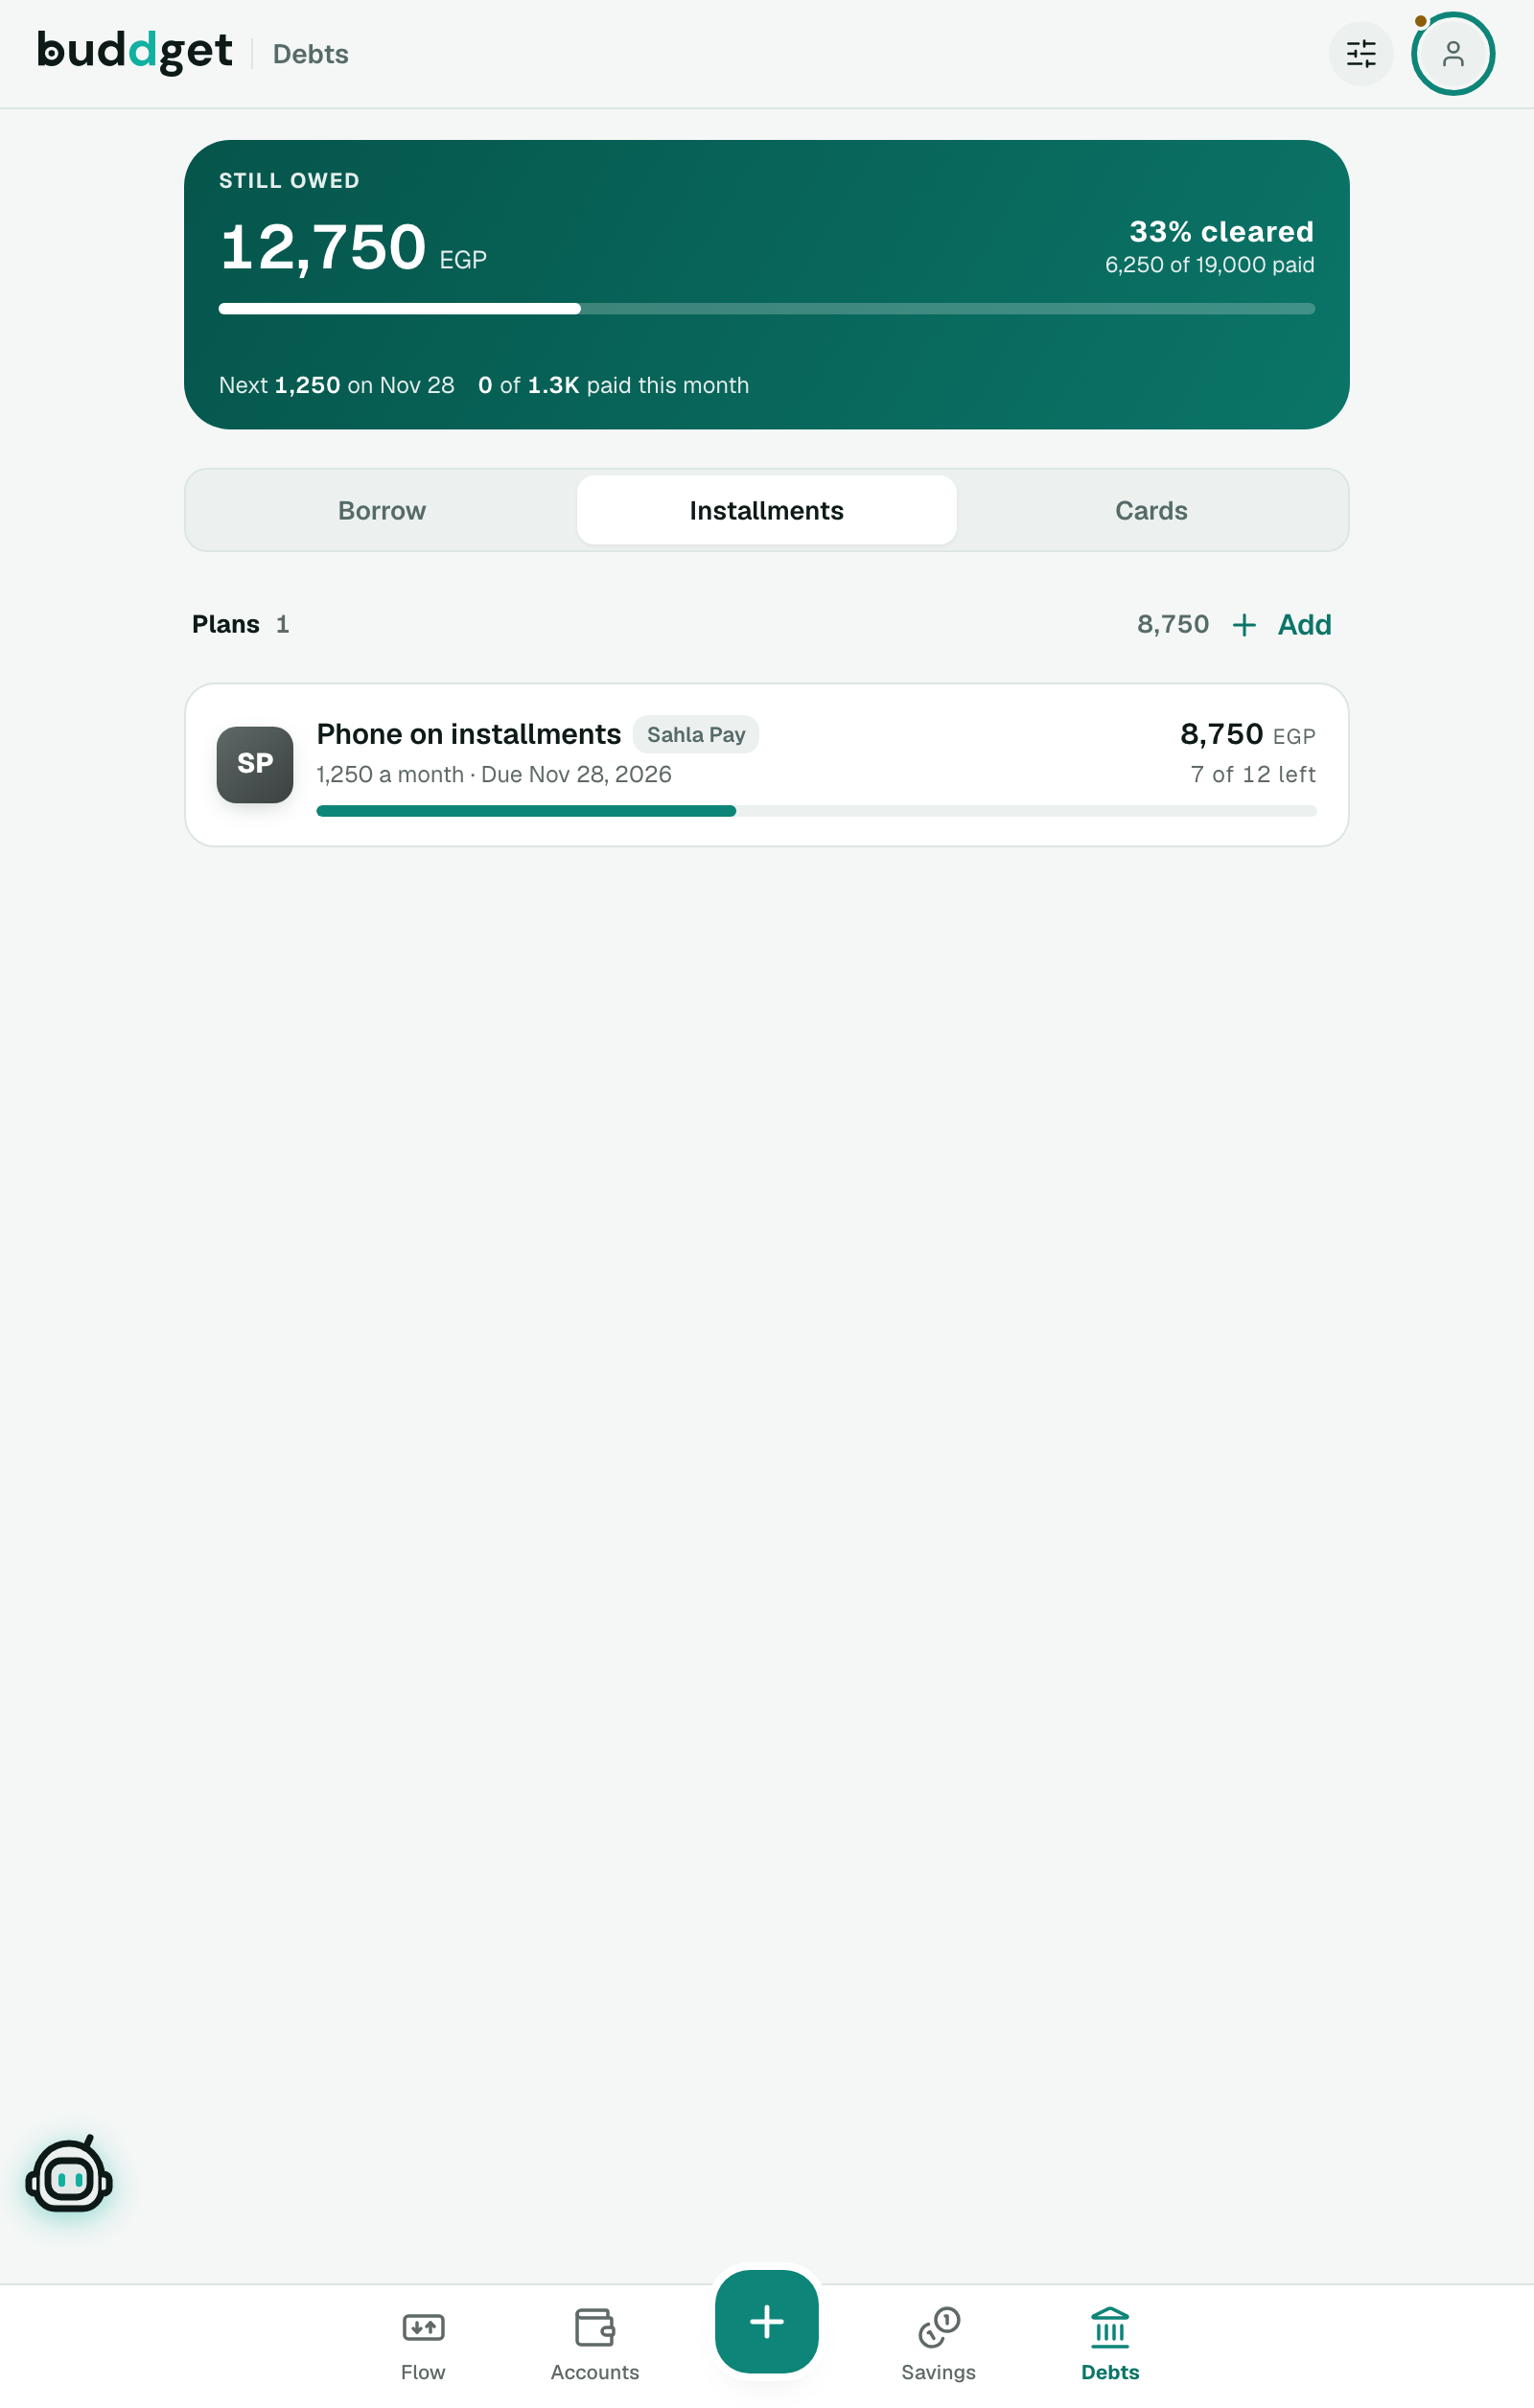 buddget Debts
STILL OWED
12,750 EGP
33% cleared
6,250 of 19,000 paid
Next 1,250 on Nov 28 0 of 1.3K paid this month
Borrow Installments Cards
Plans 1 8,750 + Add
SP
Phone on installments Sahla Pay 8,750 EGP
1,250 a month · Due Nov 28, 2026 7 of 12 left
Flow Accounts Savings Debts